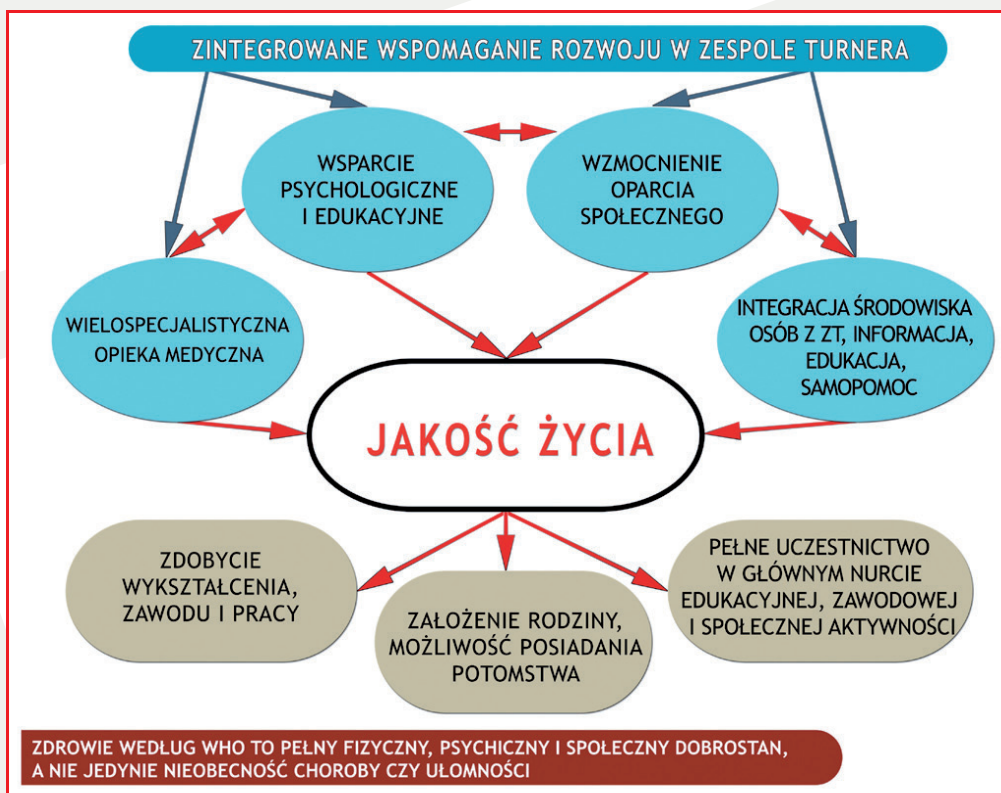 ZINTEGROWANE WSPOMAGANIE ROZWOJU W ZESPOLE TURNERA
WSPARCIE
PSYCHOLOGICZNE
I EDUKACYJNE
WZMOCNIENIE
OPARCIA
SPOŁECZNEGO
WIELOSPECJALISTYCZNA
OPIEKA MEDYCZNA
INTEGRACJA ŚRODOWISKA
OSÓB Z ZT, INFORMACJA,
EDUKACJA,
SAMOPOMOC
JAKOŚĆ ŻYCIA
ZDOBYCIE
WYKSZTAŁCENIA,
ZAWODU I PRACY
ZAŁOŻENIE RODZINY,
MOŻLIWOŚĆ POSIADANIA
POTOMSTWA
PEŁNE UCZESTNICTWO
W GŁÓWNYM NURCIE
EDUKACYJNEJ, ZAWODOWEJ
I SPOŁECZNEJ AKTYWNOŚCI
ZDROWIE WEDŁUG WHO TO PEŁNY FIZYCZNY, PSYCHICZNY I SPOŁECZNY DOBROSTAN,
A NIE JEDYNIE NIEOBECNOŚĆ CHOROBY CZY UŁOMNOŚCI